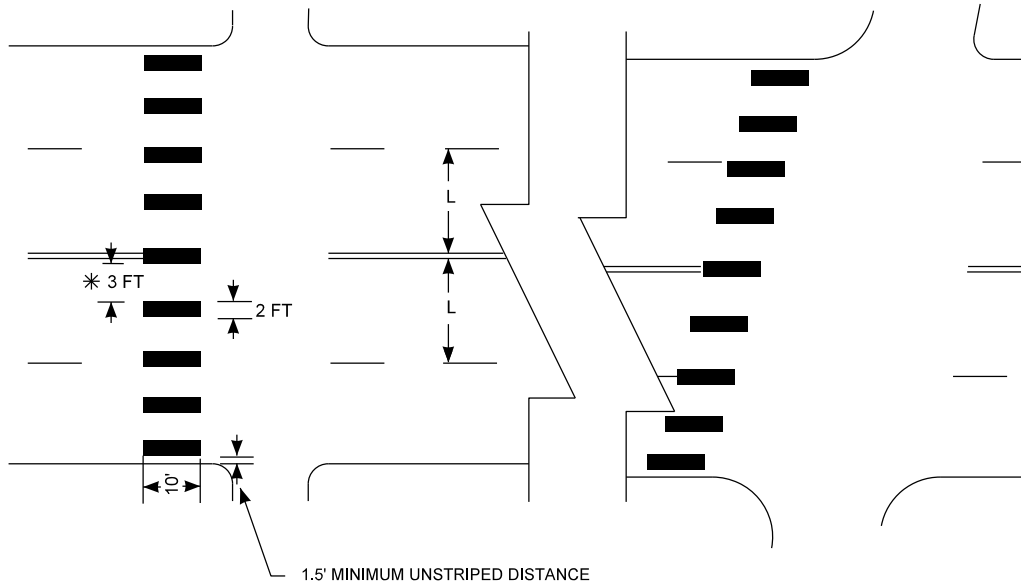 L
✳ 3 FT
2 FT
L
10'
1.5' MINIMUM UNSTRIPED DISTANCE